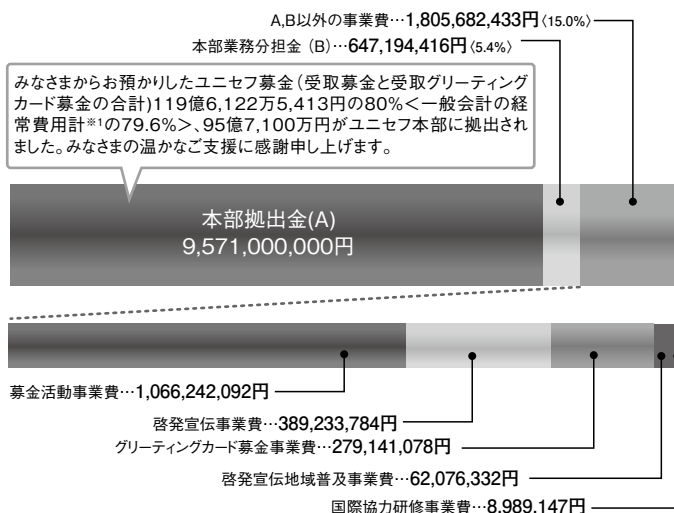 A,B以外の事業費…1,805,682,433円〈15.0%〉
本部業務分担金（B）…647,194,416円〈5.4%〉
みなさまからお預かりしたユニセフ募金（受取募金と受取グリーティング
カード募金の合計)119億6,122万5,413円の80%＜一般会計の経
常費用計※1の79.6%＞、95億7,100万円がユニセフ本部に拠出され
ました。みなさまの温かなご支援に感謝申し上げます。
本部拠出金(A)
9,571,000,000円
募金活動事業費…1,066,242,092円
啓発宣伝事業費…389,233,784円
グリーティングカード募金事業費…279,141,078円
啓発宣伝地域普及事業費…62,076,332円
国際協力研修事業費…8,989,147円